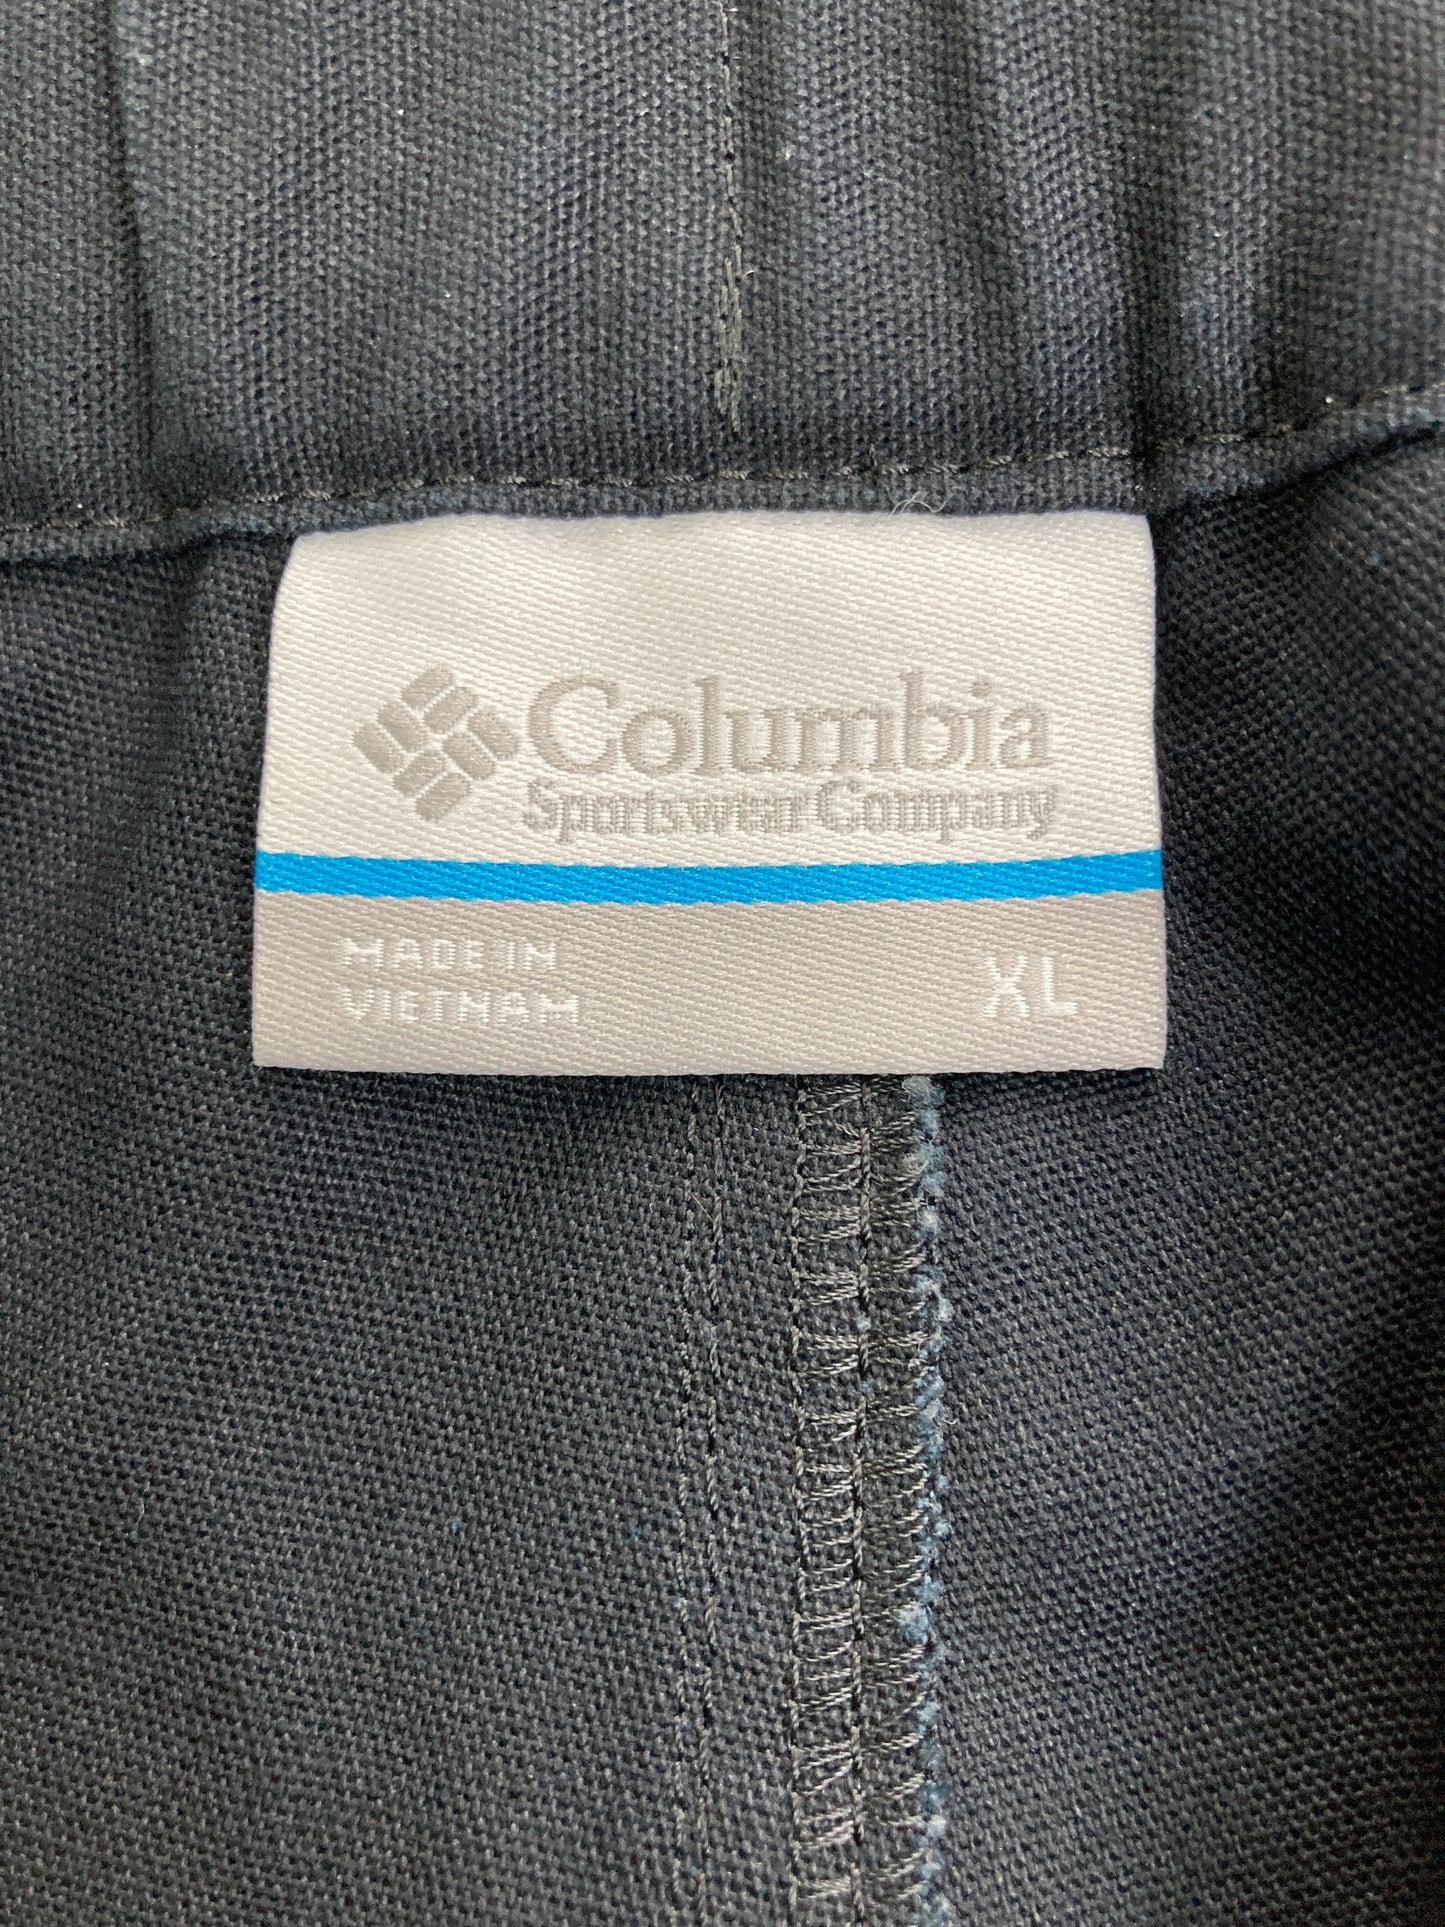 Columbia
Sportswear Company
MADE IN
VIETNAM
XL